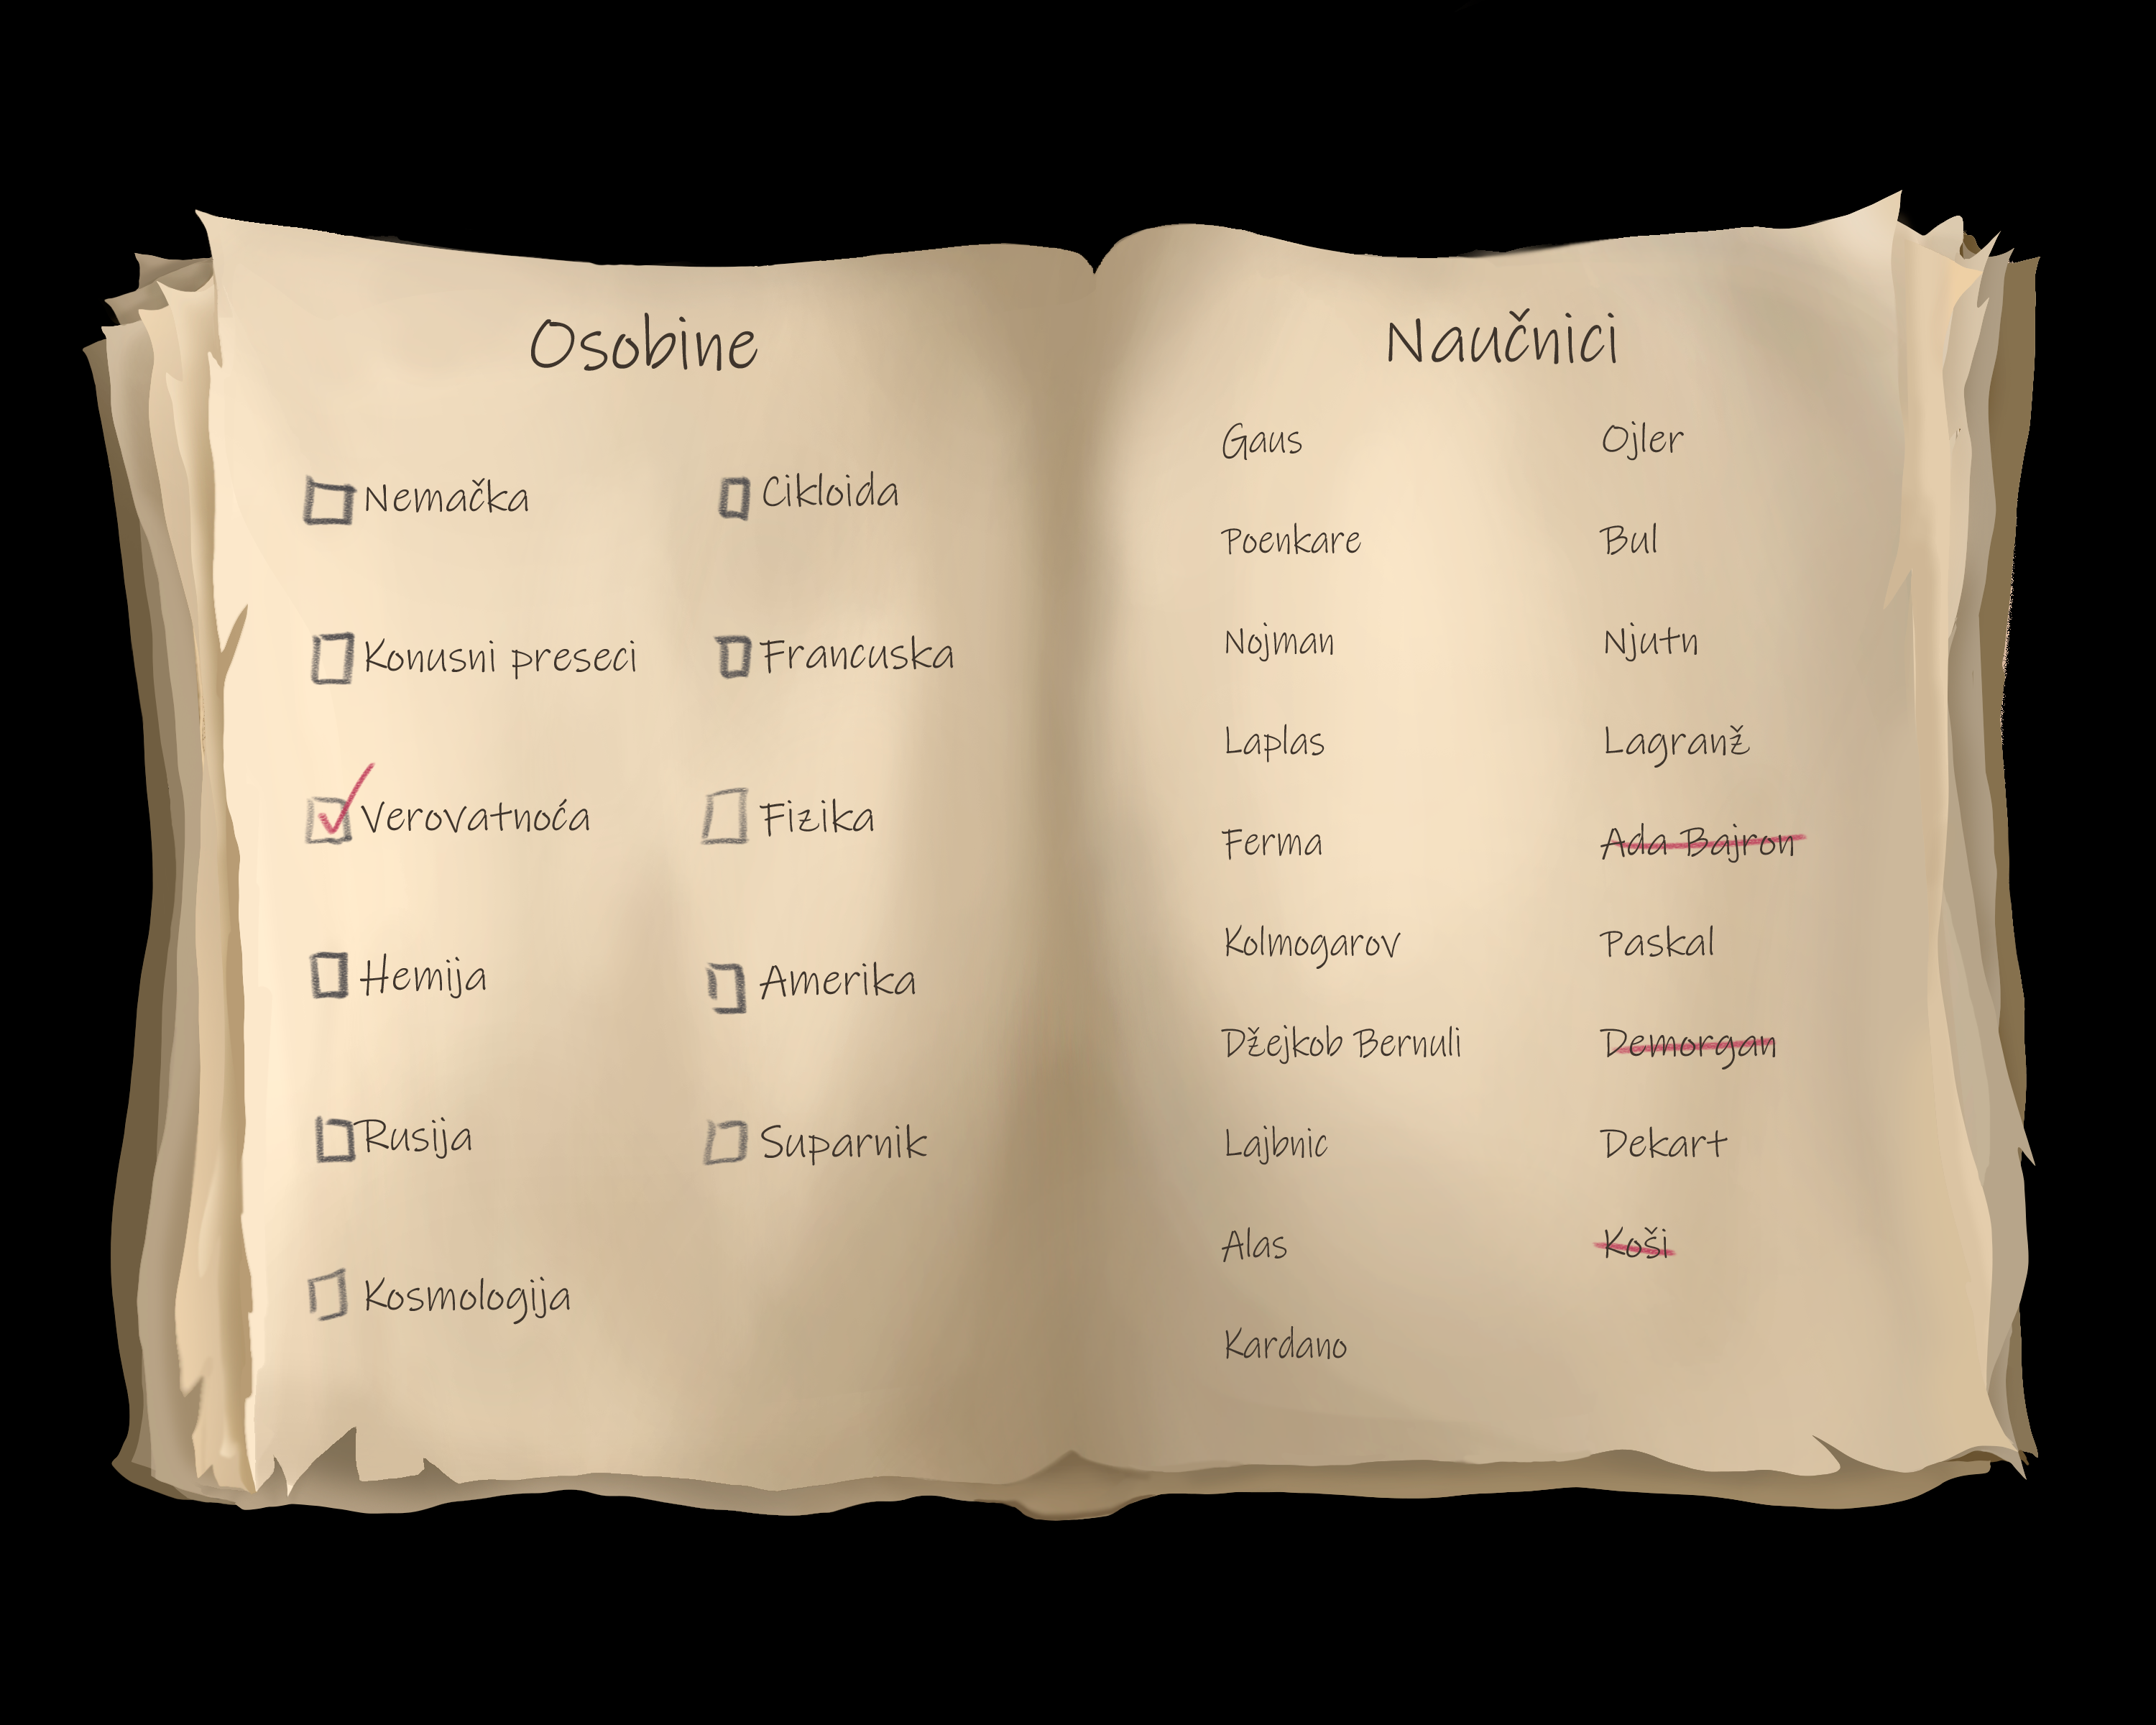 Osobine
Nemačka
Konusni preseci
Verovatnoća
Hemija
Rusija
Kosmologija
Cikloida
Francuska
Fizika
Amerika
Suparnik
Naučnici
Gaus
Poenkare
Nojman
Laplas
Ferma
Kolmogarov
Džejkob Bernuli
Lajbnic
Alas
Kardano
Ojler
Bul
Njutn
Lagranž
Ada Bajron
Paskal
Demorgan
Dekart
Koši